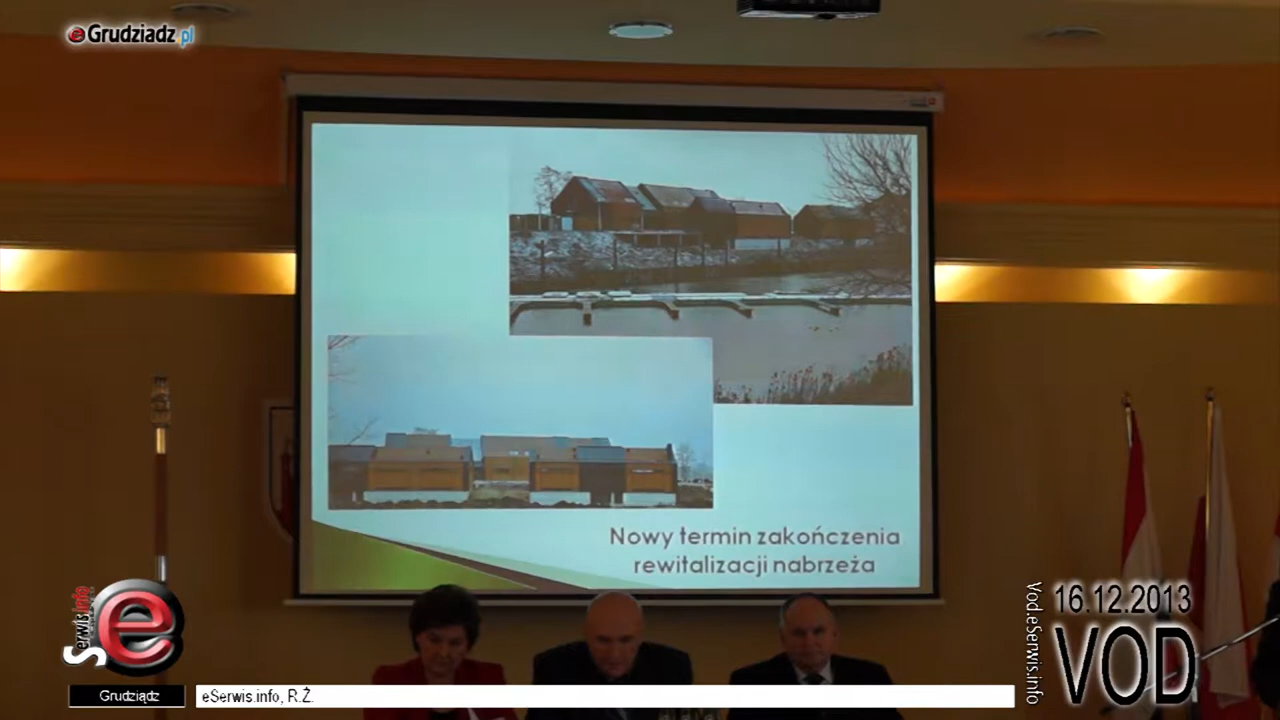 eGrudziadz.pl
Nowy termin zakończenia
rewitalizacji nabrzeża
Serwis.info
e
Grudziądz
eSerwis.info, R.Ż.
Vod.eSerwis.info
16.12.2013
VOD